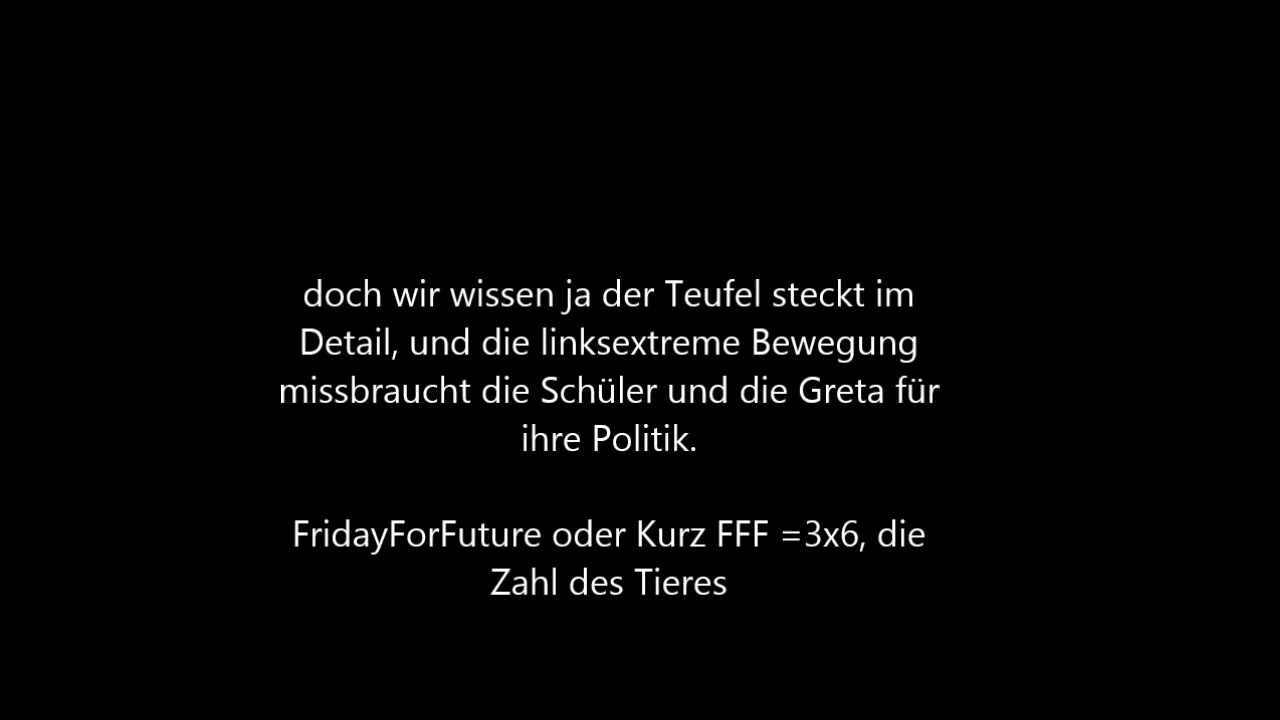 doch wir wissen ja der Teufel steckt im
Detail, und die linksextreme Bewegung
missbraucht die Schüler und die Greta für
ihre Politik.
FridayForFuture oder Kurz FFF =3x6, die
Zahl des Tieres